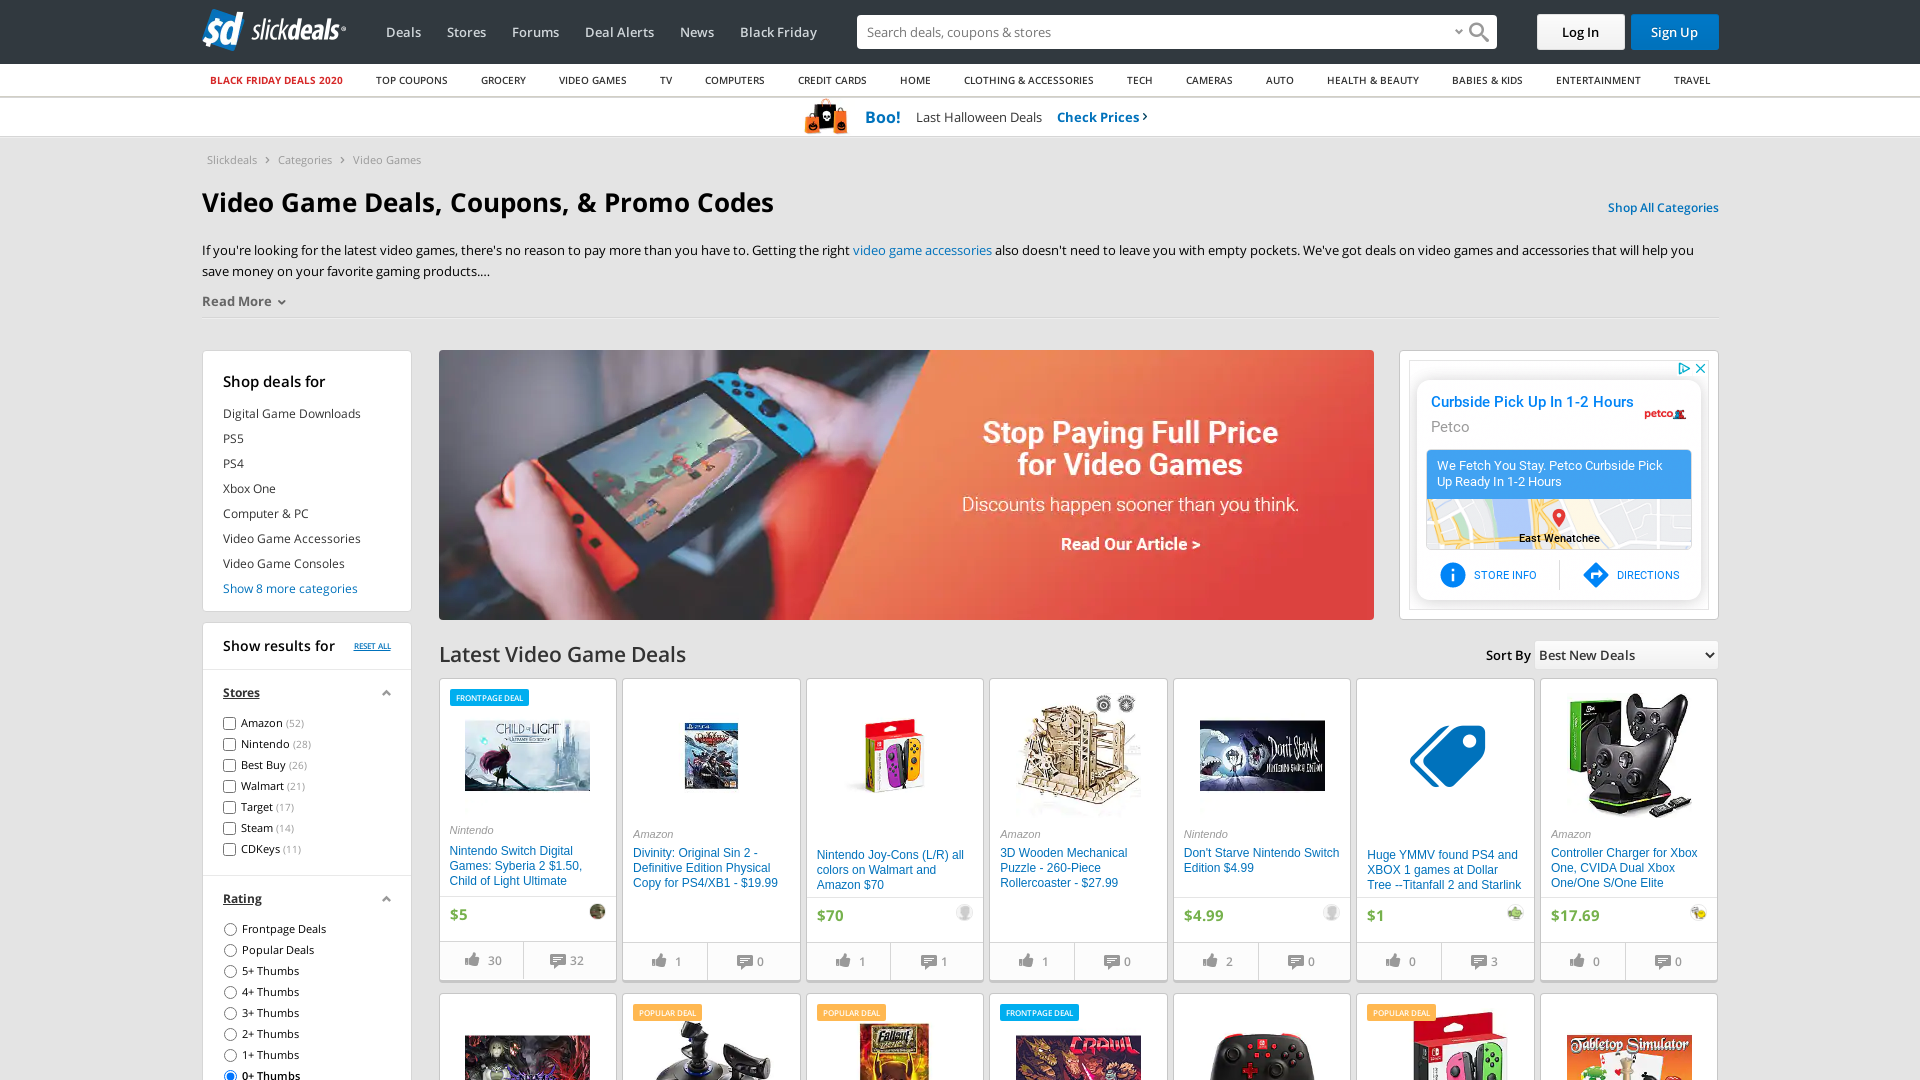 slickdeals
Deals
Stores
Forums
Deal Alerts
News
Black Friday
Search deals, coupons & stores
Log In
Sign Up
BLACK FRIDAY DEALS 2020
TOP COUPONS
GROCERY
VIDEO GAMES
TV
COMPUTERS
CREDIT CARDS
HOME
CLOTHING & ACCESSORIES
TECH
CAMERAS
AUTO
HEALTH & BEAUTY
BABIES & KIDS
ENTERTAINMENT
TRAVEL
Boo! Last Halloween Deals Check Prices
Slickdeals > Categories > Video Games
Video Game Deals, Coupons, & Promo Codes
Shop All Categories
If you're looking for the latest video games, there's no reason to pay more than you have to. Getting the right video game accessories also doesn't need to leave you with empty pockets. We've got deals on video games and accessories that will help you
save money on your favorite gaming products....
Read More
Shop deals for
Digital Game Downloads
PS5
PS4
Xbox One
Computer & PC
Video Game Accessories
Video Game Consoles
Show 8 more categories
Show results for
RESET ALL
Stores
Amazon (52)
Nintendo (28)
Best Buy (26)
Walmart (21)
Target (17)
Steam (14)
CDKeys (11)
Rating
Frontpage Deals
Popular Deals
5+ Thumbs
4+ Thumbs
3+ Thumbs
2+ Thumbs
1+ Thumbs
0+ Thumbs
Stop Paying Full Price
for Video Games
Discounts happen sooner than you think.
Read Our Article >
Curbside Pick Up In 1-2 Hours
petco
Petco
We Fetch You Stay. Petco Curbside Pick
Up Ready In 1-2 Hours
East Wenatchee
STORE INFO
DIRECTIONS
Latest Video Game Deals
Sort By
Best New Deals
FRONTPAGE DEAL
CHILD of LIGHT
Nintendo
Nintendo Switch Digital
Games: Syberia 2 $1.50,
Child of Light Ultimate
$5
30
32
Amazon
Divinity: Original Sin 2 -
Definitive Edition Physical
Copy for PS4/XB1 - $19.99
1
0
Nintendo Joy-Cons (L/R) all
colors on Walmart and
Amazon $70
$70
1
1
Amazon
3D Wooden Mechanical
Puzzle - 260-Piece
Rollercoaster - $27.99
1
0
Don't Starve
NINTENDO SWITCH EDITION
Nintendo
Don't Starve Nintendo Switch
Edition $4.99
$4.99
2
0
Huge YMMV found PS4 and
XBOX 1 games at Dollar
Tree --Titanfall 2 and Starlink
$1
0
3
Amazon
Controller Charger for Xbox
One, CVIDA Dual Xbox
One/One S/One Elite
$17.69
0
0
POPULAR DEAL
POPULAR DEAL
Fallout
FRONTPAGE DEAL
CRAWL
POPULAR DEAL
Tabletop Simulator